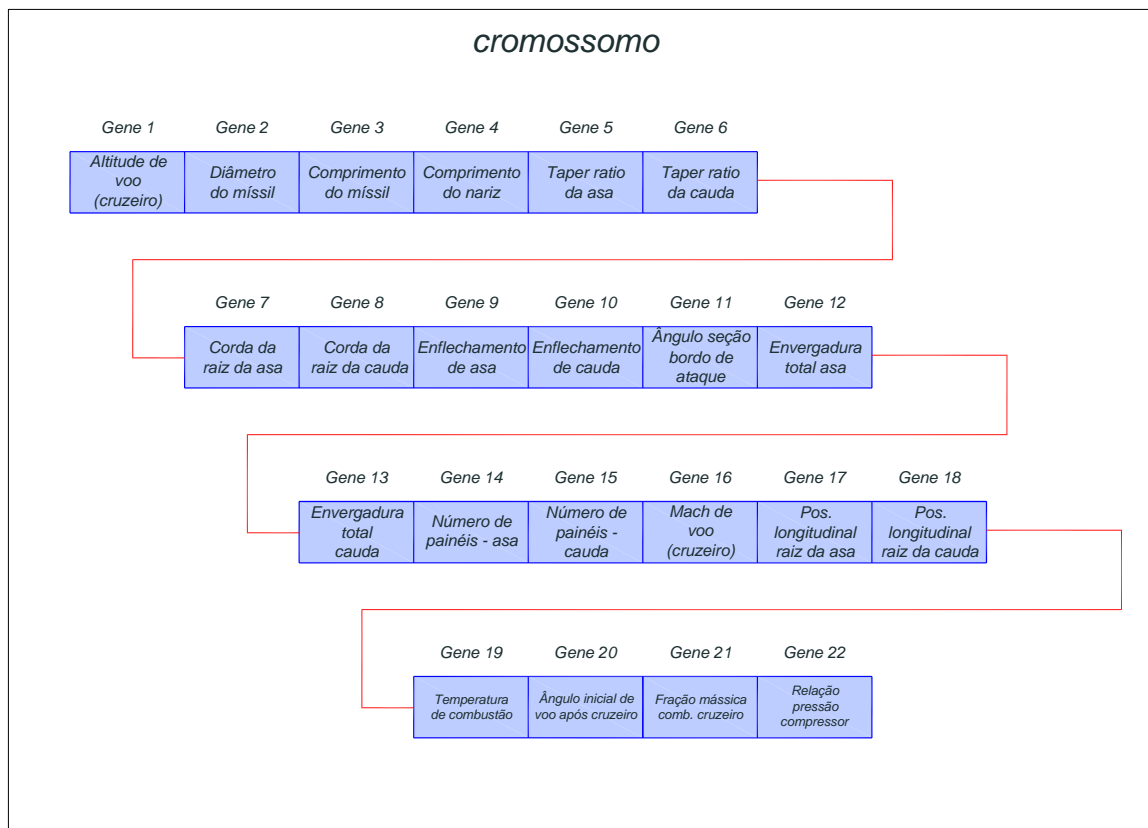 cromossomo
Gene 1
Gene 2
Gene 3
Gene 4
Gene 5
Gene 6
Altitude de
voo
(cruzeiro)
Diâmetro
do míssil
Comprimento
do míssil
Comprimento
do nariz
Taper ratio
da asa
Taper ratio
da cauda
Gene 7
Gene 8
Gene 9
Gene 10
Gene 11
Gene 12
Corda da
raiz da asa
Corda da
raiz da cauda
Enflechamento
de asa
Enflechamento
de cauda
Ângulo seção
bordo de
ataque
Envergadura
total asa
Gene 13
Gene 14
Gene 15
Gene 16
Gene 17
Gene 18
Envergadura
total
cauda
Número de
painéis - asa
Número de
painéis -
cauda
Mach de
voo
(cruzeiro)
Pos.
longitudinal
raiz da asa
Pos.
longitudinal
raiz da cauda
Gene 19
Gene 20
Gene 21
Gene 22
Temperatura
de combustão
Ângulo inicial de
voo após cruzeiro
Fração mássica
comb. cruzeiro
Relação
pressão
compressor